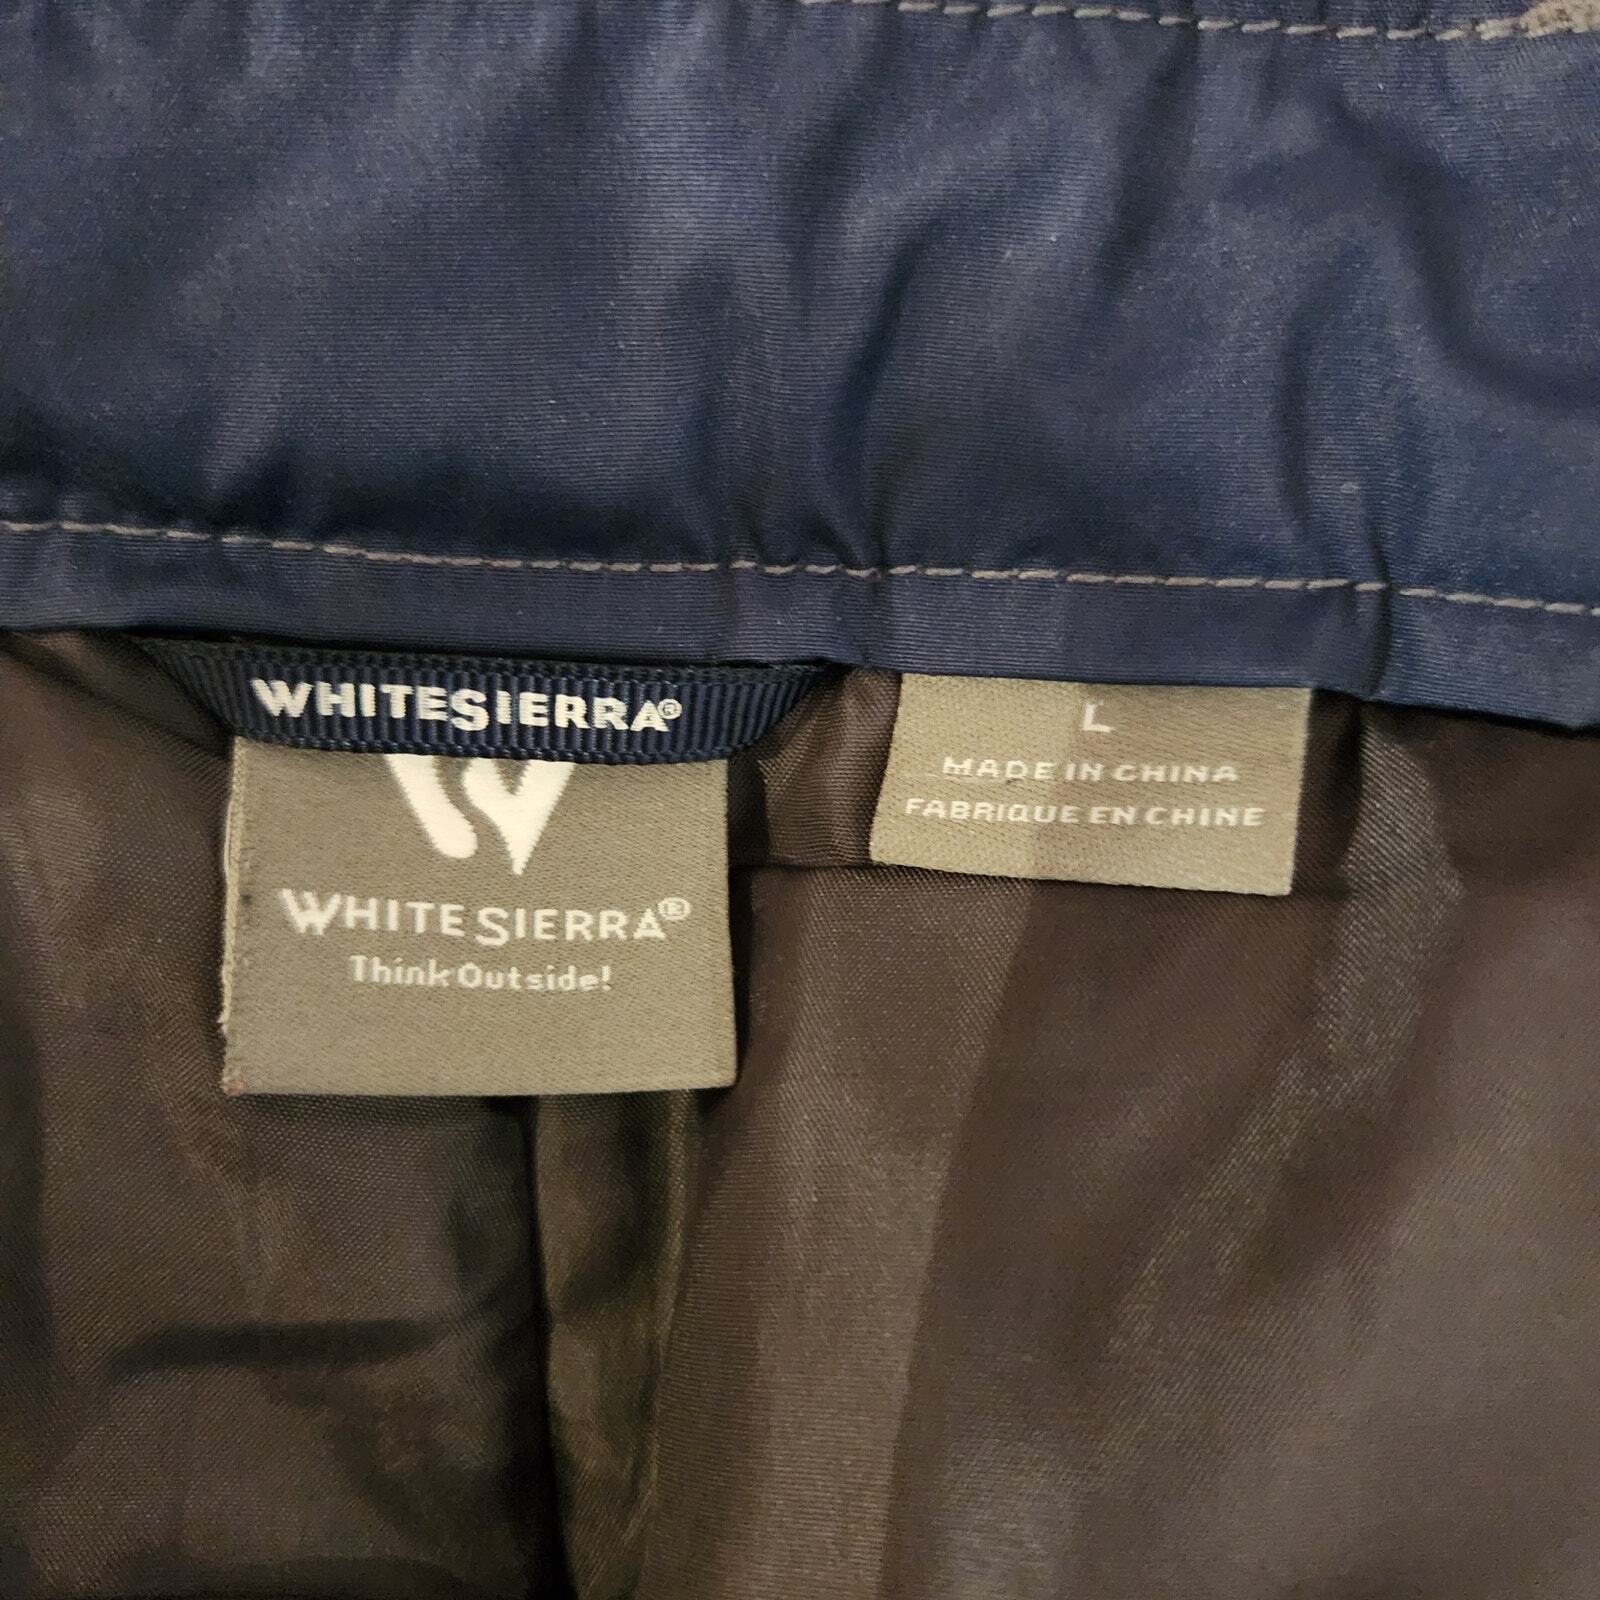 WHITESIERRA®
WHITE SIERRA®
Think Outside!
L
MADE IN CHINA
FABRIQUE EN CHINE